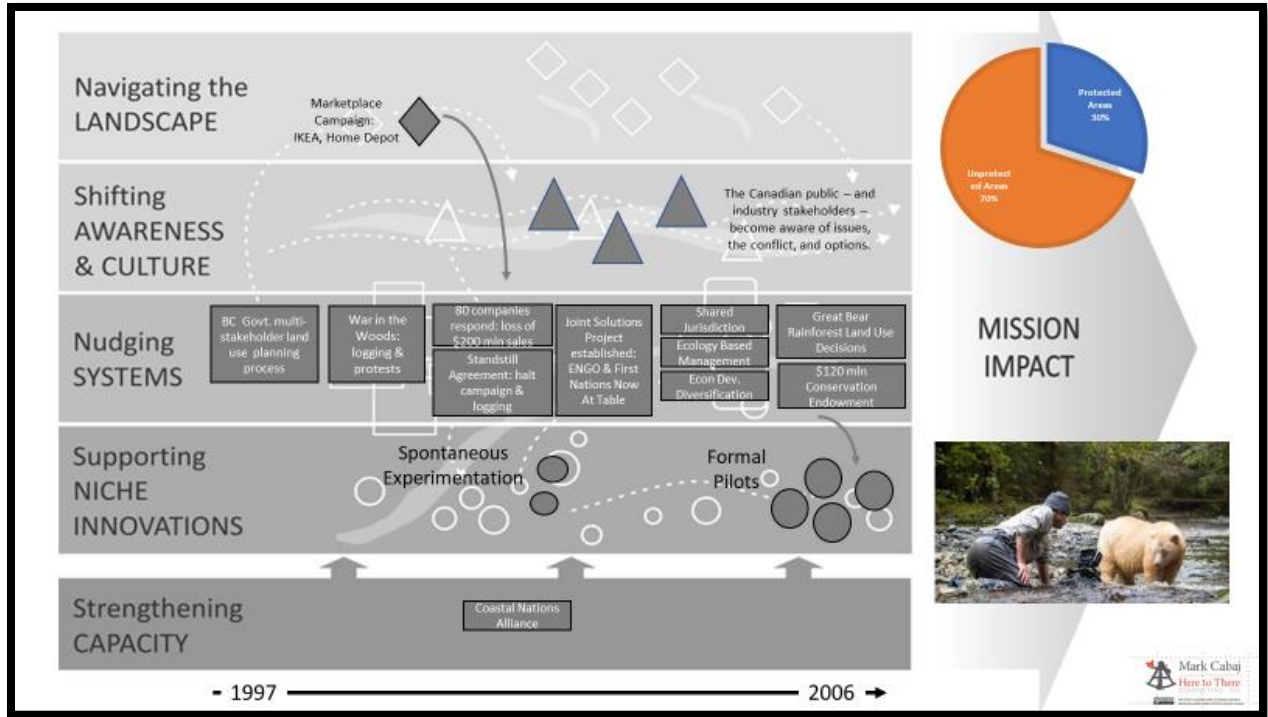 Navigating the
LANDSCAPE
Marketplace
Campaign:
IKEA, Home Depot
Shifting
AWARENESS
& CULTURE
The Canadian public – and
industry stakeholders –
become aware of issues,
the conflict, and options.
Nudging
SYSTEMS
BC Govt. multi-
stakeholder land
use planning
process
War in the
Woods:
logging &
protests
80 companies
respond: loss of
$200 mln sales
Standstill
Agreement: halt
campaign &
logging
Joint Solutions
Project
established:
ENGO & First
Nations Now
At Table
Shared
Jurisdiction
Ecology Based
Management
Econ Dev.
Diversification
Great Bear
Rainforest Land Use
Decisions
$120 mln
Conservation
Endowment
Supporting
NICHE
INNOVATIONS
Spontaneous
Experimentation
Formal
Pilots
Strengthening
CAPACITY
Coastal Nations
Alliance
1997
2006
Protected
Areas
30%
Unprotect
ed Areas
70%
MISSION
IMPACT
Mark Cabaj
Here to There